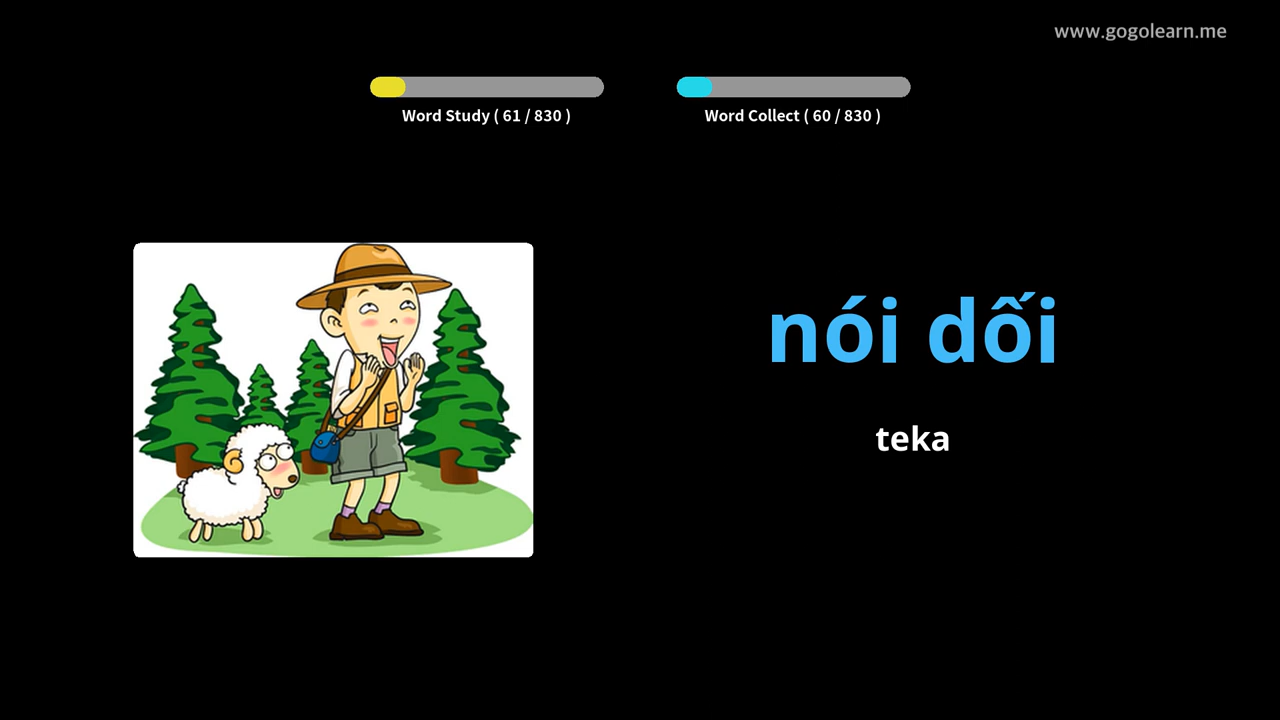 www.gogolearn.me
Word Study ( 61 / 830 )
Word Collect ( 60 / 830 )
nói dối
teka